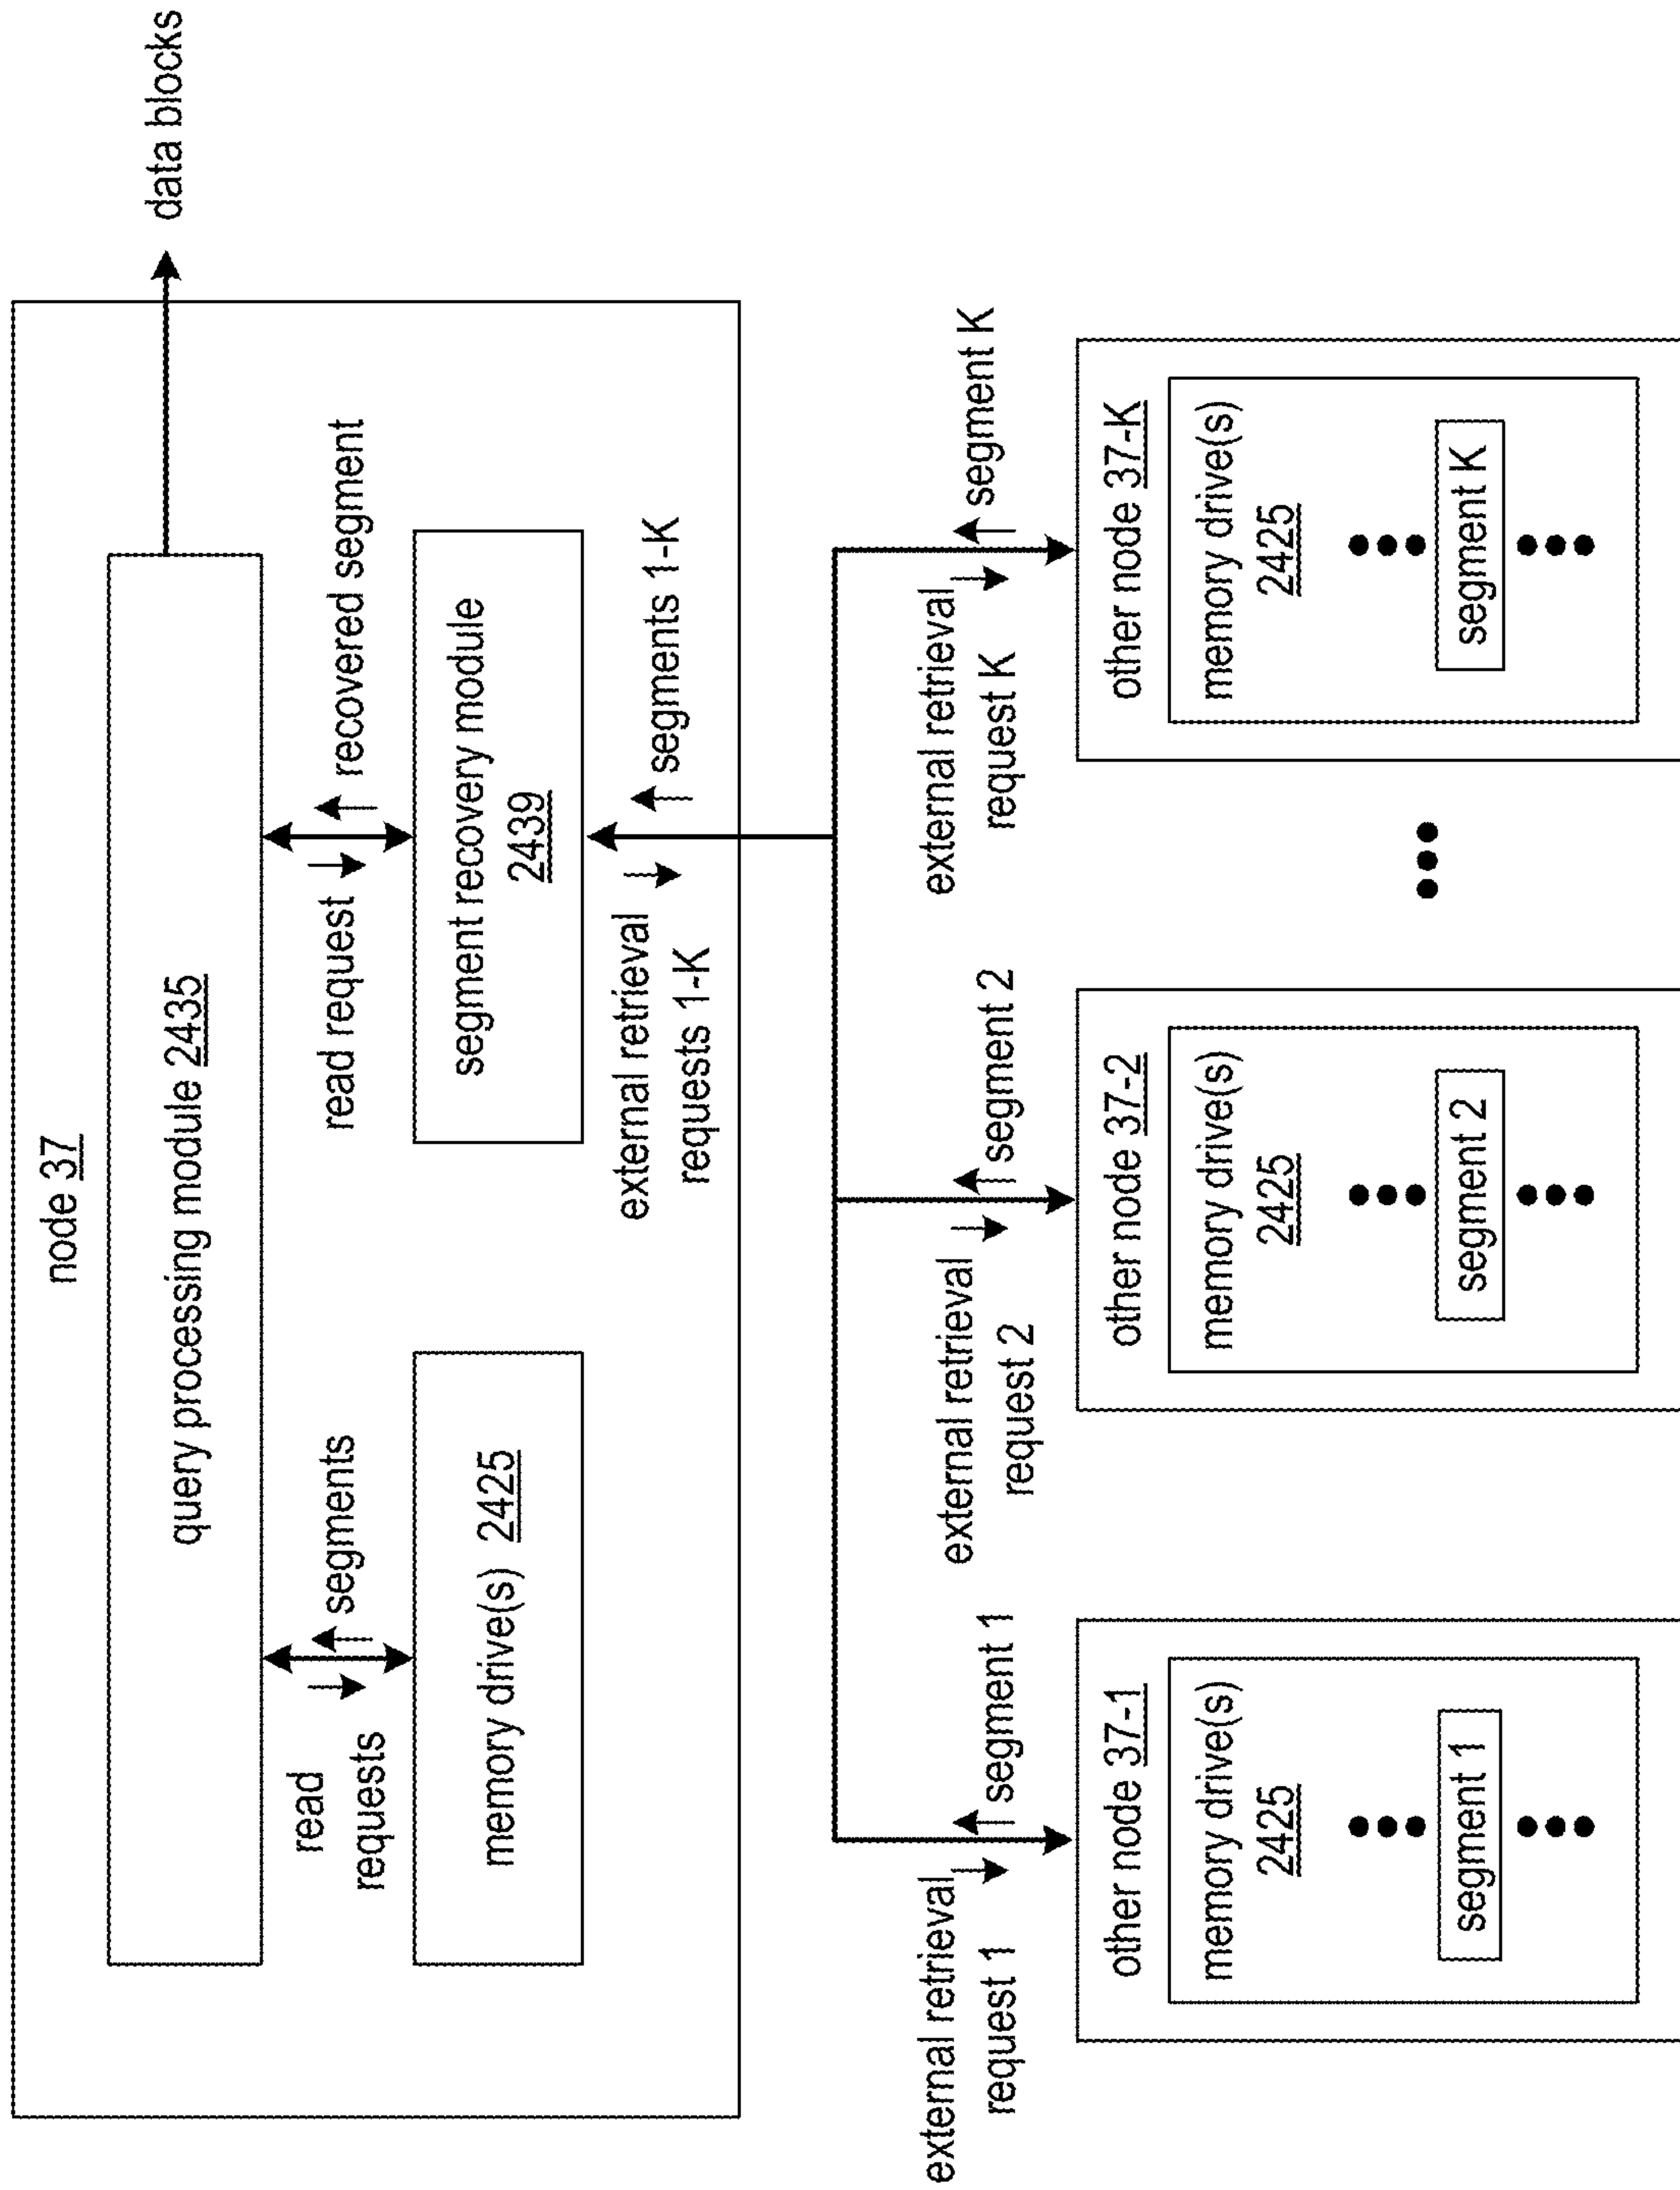 node 37
query processing module 2435
data blocks
read
requests
segments
read request
recovered segment
memory drive(s) 2425
segment recovery module
2439
external retrieval
requests 1-K
segments 1-K
external retrieval
request 1
segment 1
external retrieval
request 2
segment 2
external retrieval
request K
segment K
other node 37-1
memory drive(s)
2425
segment 1
other node 37-2
memory drive(s)
2425
segment 2
other node 37-K
memory drive(s)
2425
segment K